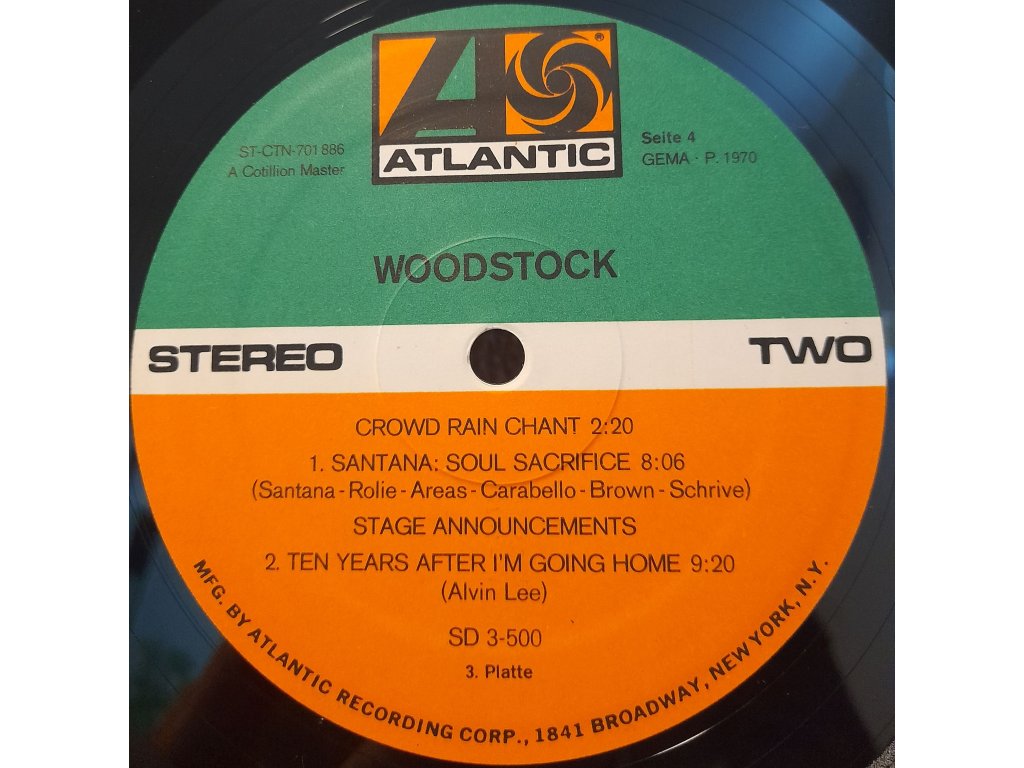 ATLANTIC
®
ST-CTN-701 886
A Cotillion Master
Seite 4
GEMA · P. 1970
WOODSTOCK
STEREO
TWO
CROWD RAIN CHANT 2:20
1. SANTANA: SOUL SACRIFICE 8:06
(Santana-Rolie-Areas-Carabello-Brown-Schrive)
STAGE ANNOUNCEMENTS
2. TEN YEARS AFTER I'M GOING HOME 9:20
(Alvin Lee)
SD 3-500
3. Platte
MFG. BY ATLANTIC RECORDING CORP., 1841 BROADWAY, NEW YORK, N.Y.